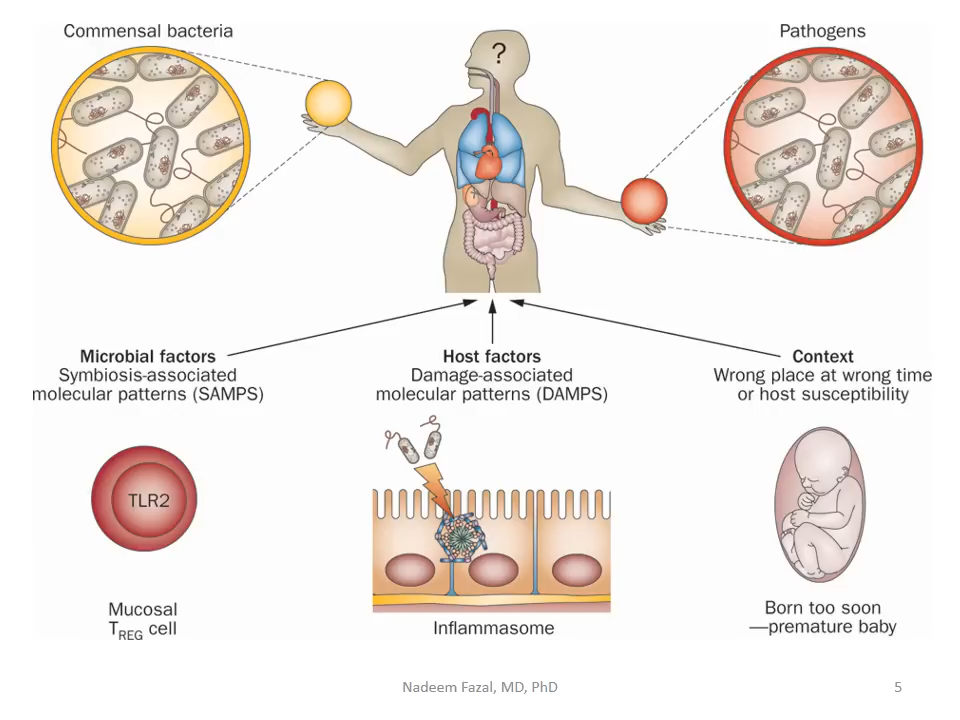 Commensal bacteria
Pathogens
?
Microbial factors
Symbiosis-associated
molecular patterns (SAMPS)
Host factors
Damage-associated
molecular patterns (DAMPS)
Context
Wrong place at wrong time
or host susceptibility
TLR2
Mucosal
TREG cell
Inflammasome
Born too soon
—premature baby
Nadeem Fazal, MD, PhD
5